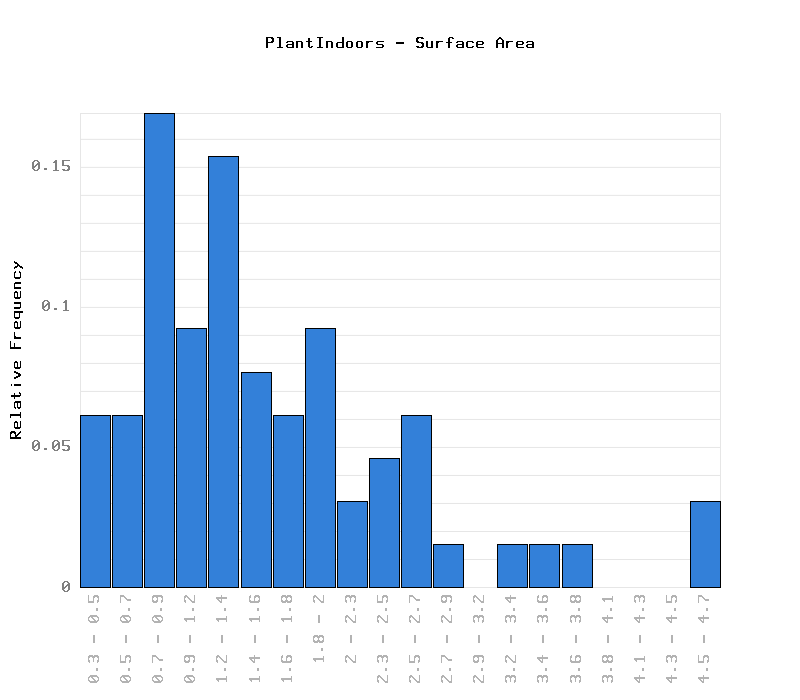 PlantIndoors - Surface Area
Relative Frequency
0.15
0.1
0.05
0
0.3 - 0.5
0.5 - 0.7
0.7 - 0.9
0.9 - 1.2
1.2 - 1.4
1.4 - 1.6
1.6 - 1.8
1.8 - 2
2 - 2.3
2.3 - 2.5
2.5 - 2.7
2.7 - 2.9
2.9 - 3.2
3.2 - 3.4
3.4 - 3.6
3.6 - 3.8
3.8 - 4.1
4.1 - 4.3
4.3 - 4.5
4.5 - 4.7